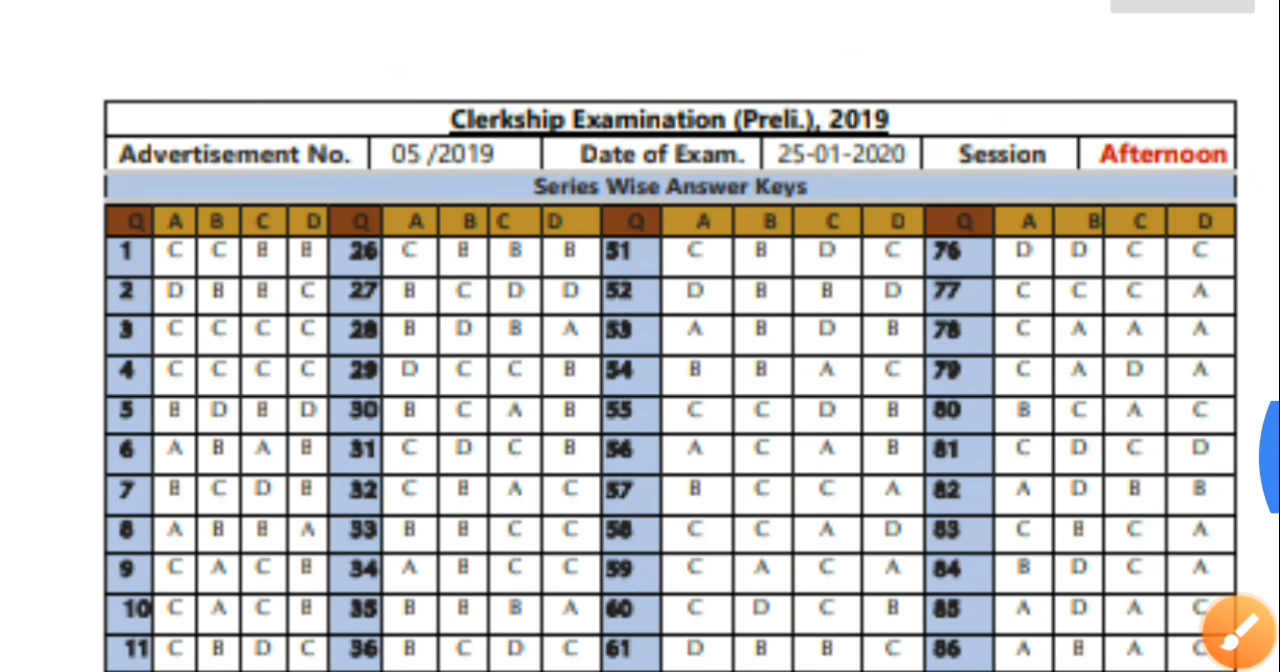 Clerkship Examination (Preli.), 2019
Advertisement No. 05 /2019 Date of Exam. 25-01-2020 Session Afternoon
Series Wise Answer Keys
Q A B C D Q A B C D Q A B C D Q A B C D
1 C C B B 26 C B B B 51 C B D C 76 D D C C
2 D B B C 27 B C D D 52 D B B D 77 C C C A
3 C C C C 28 B D B A 53 A B D B 78 C A A A
4 C C C C 29 D C C B 54 B B A C 79 C A D A
5 B D B D 30 B C A B 55 C C D B 80 B C A C
6 A B A B 31 C D C B 56 A C A B 81 C D C D
7 B C D B 32 C B A C 57 B C C A 82 A D B B
8 A B B A 33 B B C C 58 C C A D 83 C B C A
9 C A C B 34 A B C C 59 C A C A 84 B D C A
10 C A C B 35 B B B A 60 C D C B 85 A D A C
11 C B D C 36 B C D C 61 D B B C 86 A B A C